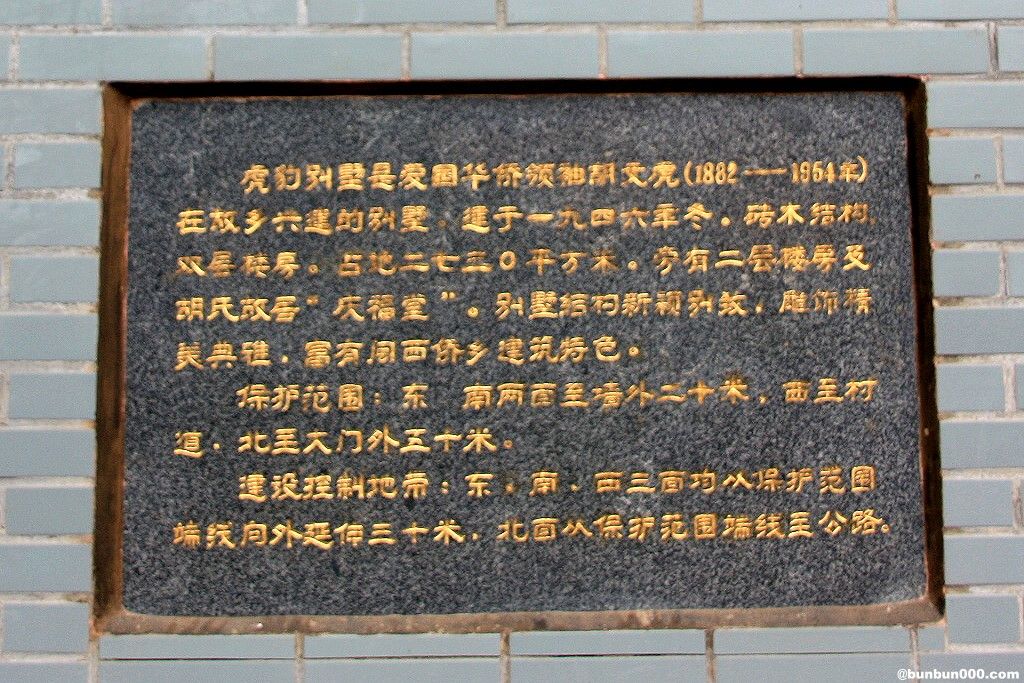 虎豹别墅是爱国华侨领袖胡文虎(1882——1954年)
在故乡兴建的别墅，建于一九四六年冬。砖木结构，
双层楼房。占地二七三0平方米。旁有二层楼房及
胡氏故居“庆福堂”。别墅结构新颖别致，雕饰精
美典雅，富有闽西侨乡建筑特色。
保护范围：东 南两面至墙外二十米，西至村
道，北至大门外五十米。
建设控制地带：东，南，西三面均从保护范围
端线向外延伸三十米，北面从保护范围端线至公路。
@bunbun000.com